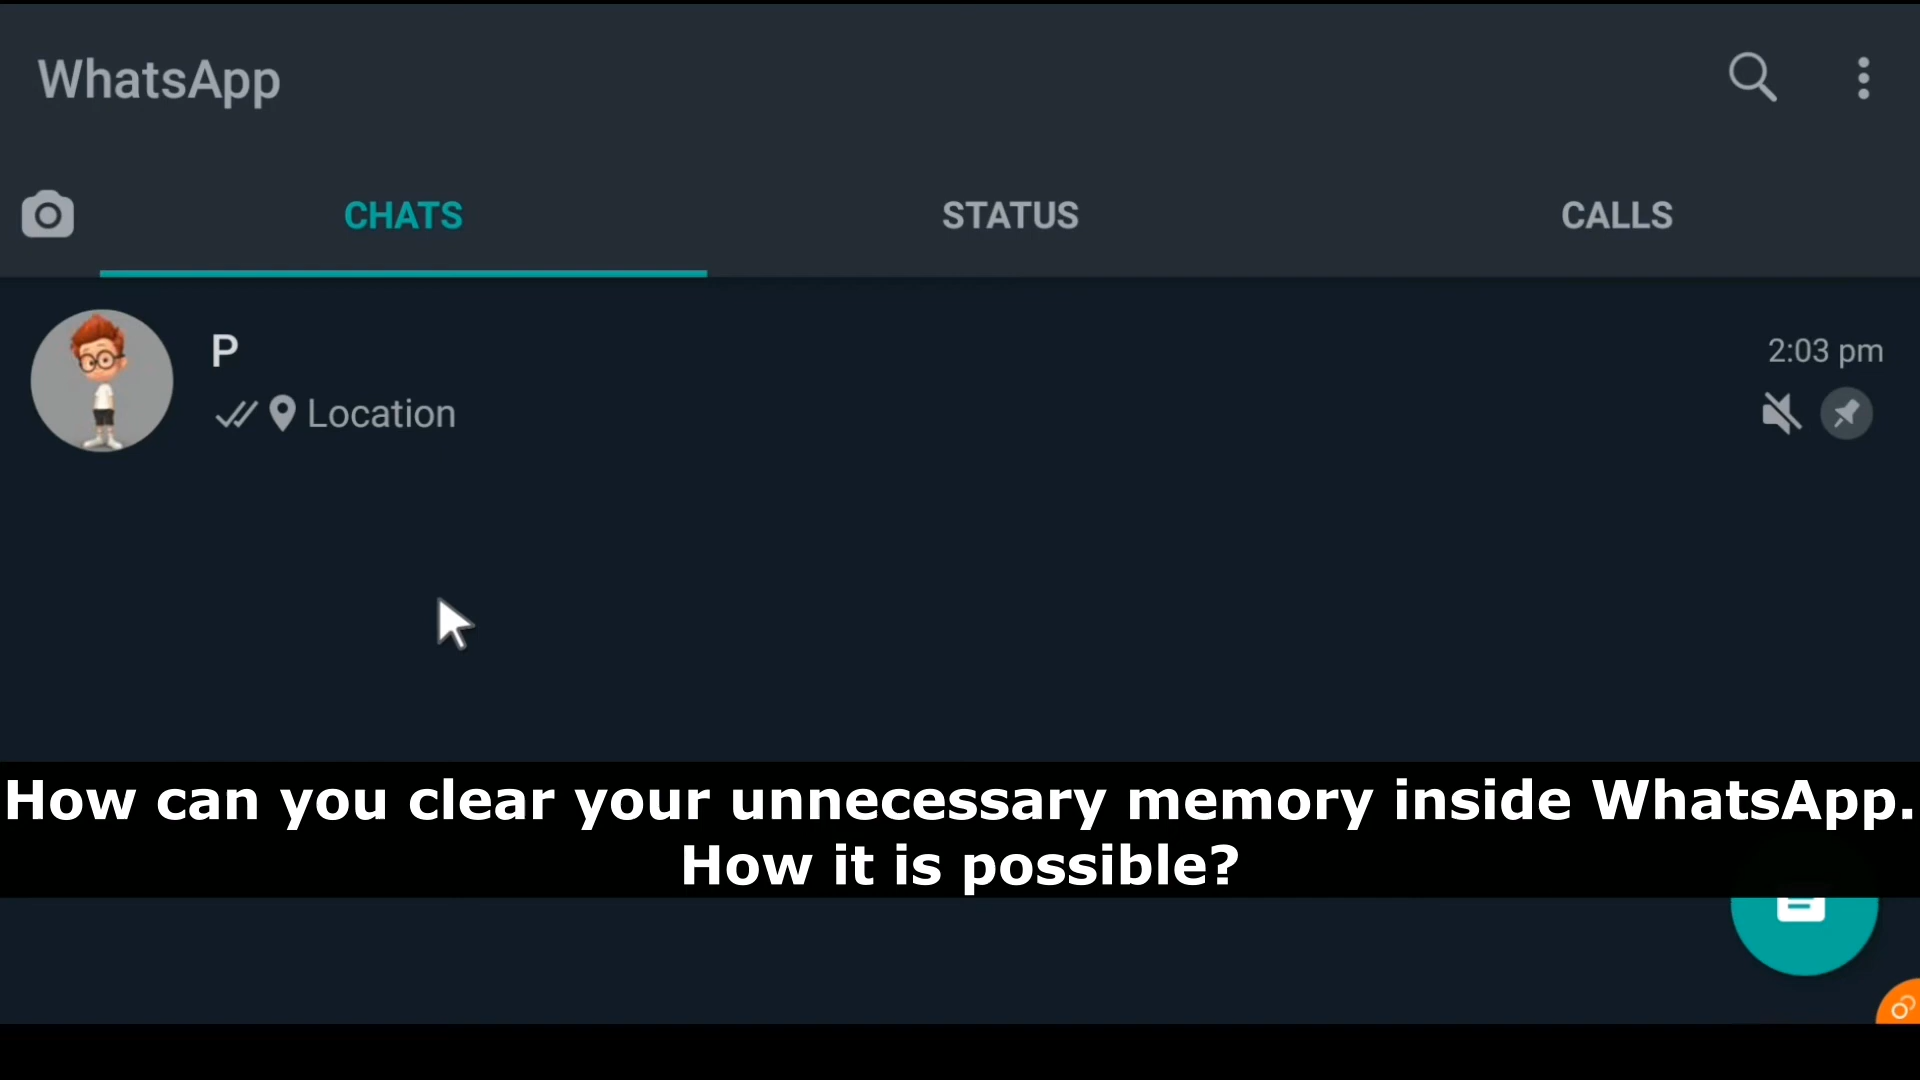 WhatsApp
CHATS
STATUS
CALLS
P
2:03 pm
Location
How can you clear your unnecessary memory inside WhatsApp.
How it is possible?